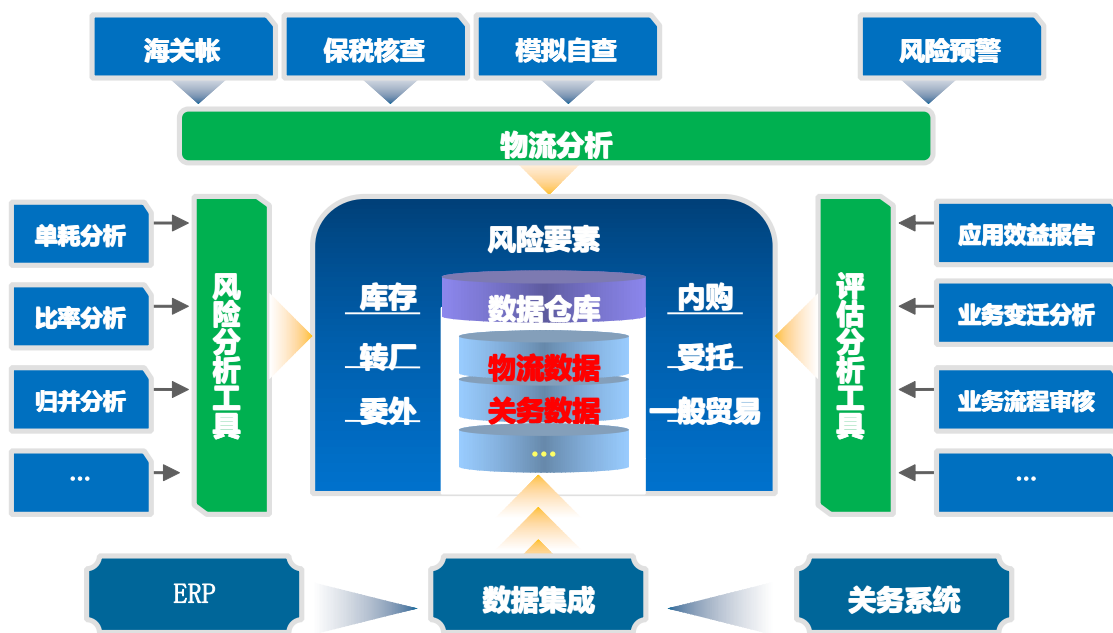 海关帐
保税核查
模拟自查
风险预警
物流分析
单耗分析
比率分析
归并分析
...
风险分析工具
风险要素
库存
转厂
委外
数据仓库
物流数据
关务数据
...
内购
受托
一般贸易
评估分析工具
应用效益报告
业务变迁分析
业务流程审核
...
ERP
数据集成
关务系统